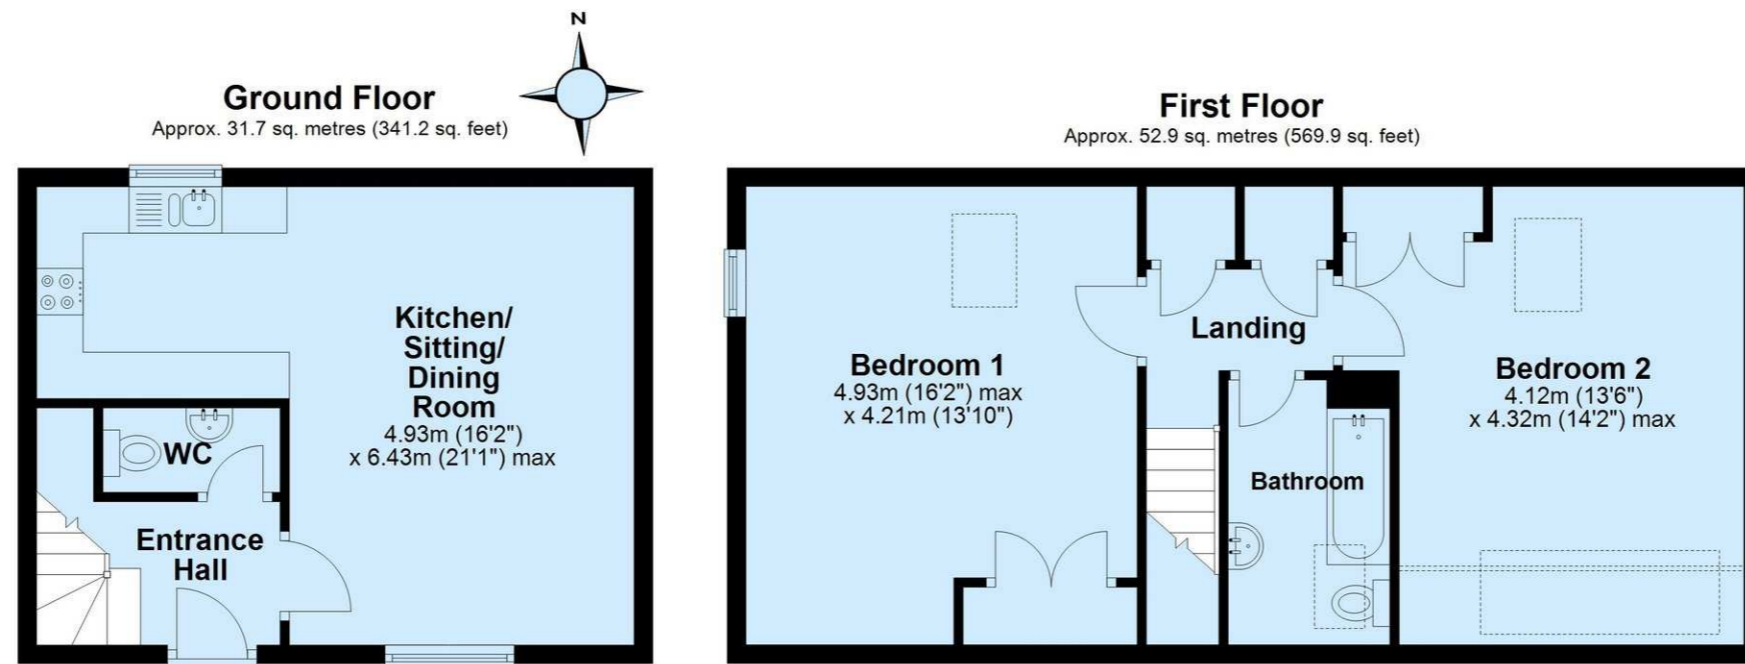 N
Ground Floor
Approx. 31.7 sq. metres (341.2 sq. feet)
Kitchen/
Sitting/
Dining
Room
4.93m (16'2")
x 6.43m (21'1") max
WC
Entrance
Hall
First Floor
Approx. 52.9 sq. metres (569.9 sq. feet)
Bedroom 1
4.93m (16'2") max
x 4.21m (13'10")
Landing
Bedroom 2
4.12m (13'6")
x 4.32m (14'2") max
Bathroom